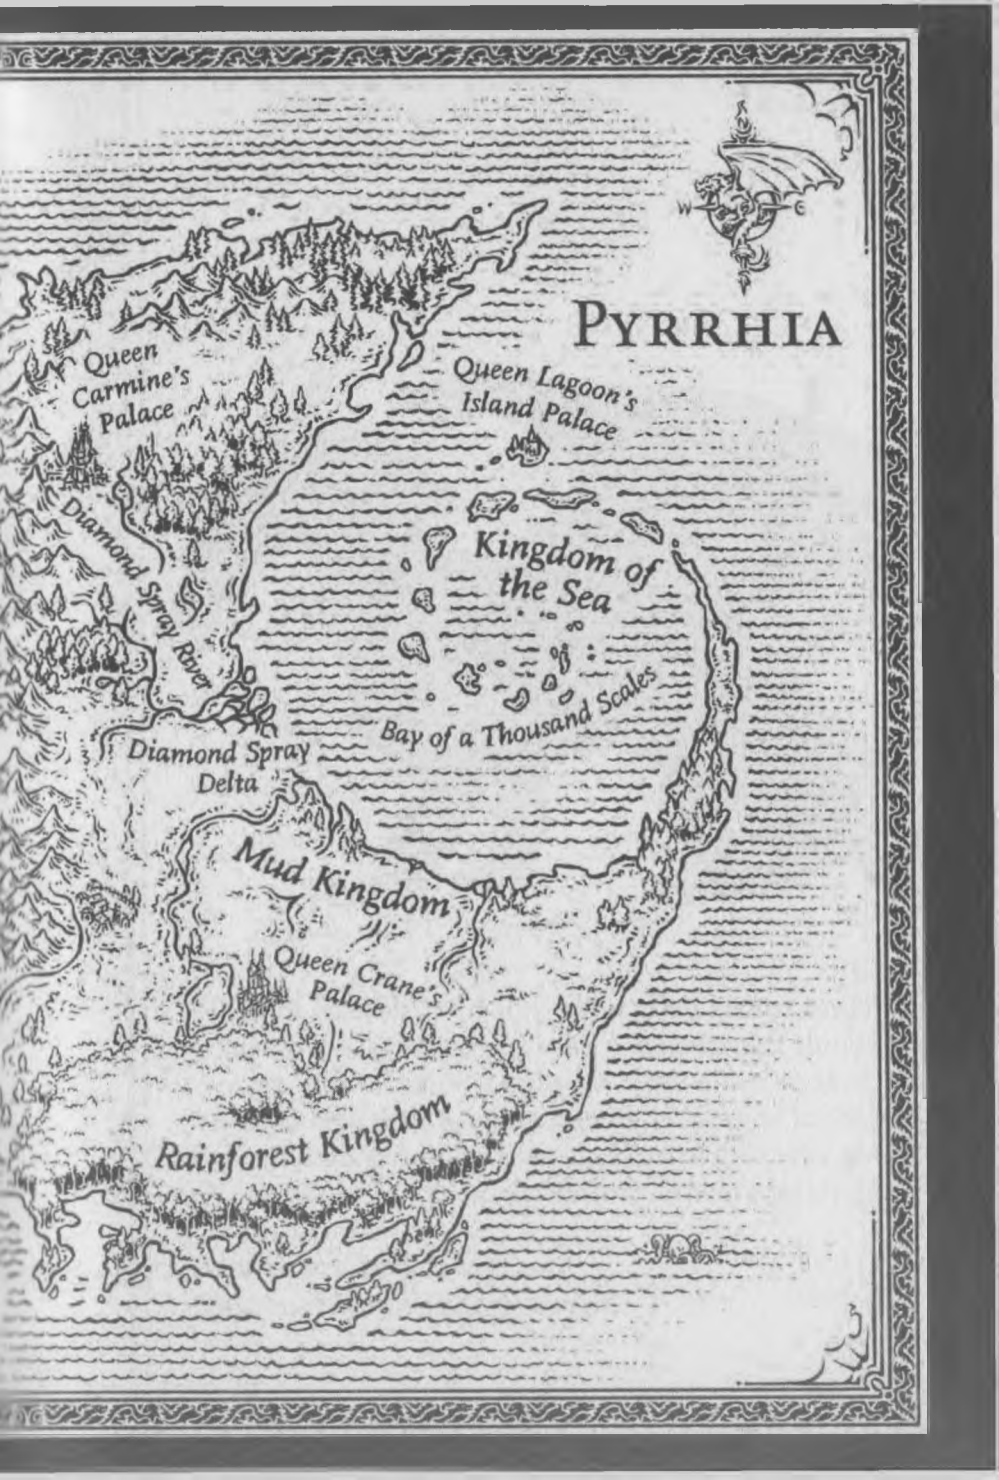 N
W
E
PYRRHIA
Queen
Carmine's
Palace
Queen Lagoon's
Island Palace
Diamond Spray River
Kingdom of
the Sea
Bay of a Thousand Scales
Diamond Spray
Delta
Mud Kingdom
Queen Crane's
Palace
Rainforest Kingdom